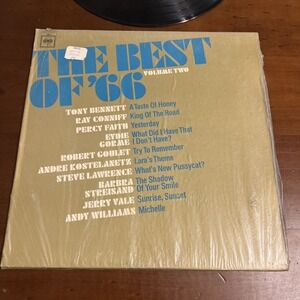 THE BEST
OF '66
VOLUME TWO
TONY BENNETT A Taste Of Honey
RAY CONNIFF King Of The Road
PERCY FAITH Yesterday
EYDIE GORME What Did I Have That I Don't Have?
ROBERT GOULET Try To Remember
ANDRE KOSTELANETZ Lara's Theme
STEVE LAWRENCE What's New Pussycat?
BARBRA STREISAND The Shadow Of Your Smile
JERRY VALE Sunrise, Sunset
ANDY WILLIAMS Michelle